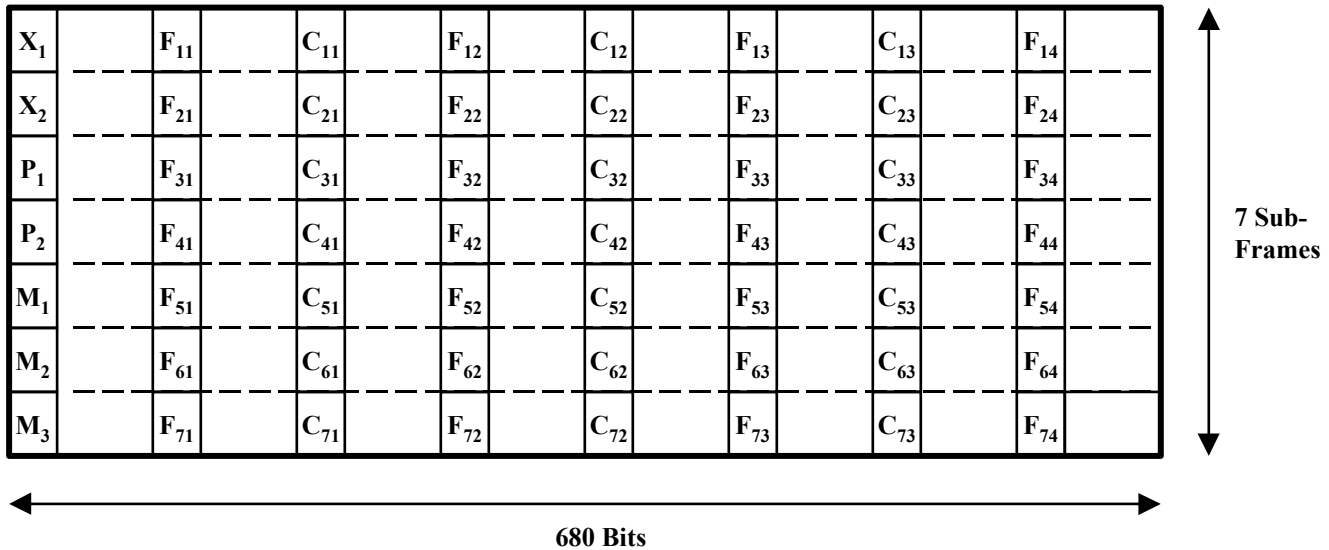 X₁ F₁₁ C₁₁ F₁₂ C₁₂ F₁₃ C₁₃ F₁₄
X₂ F₂₁ C₂₁ F₂₂ C₂₂ F₂₃ C₂₃ F₂₄
P₁ F₃₁ C₃₁ F₃₂ C₃₂ F₃₃ C₃₃ F₃₄
P₂ F₄₁ C₄₁ F₄₂ C₄₂ F₄₃ C₄₃ F₄₄
M₁ F₅₁ C₅₁ F₅₂ C₅₂ F₅₃ C₅₃ F₅₄
M₂ F₆₁ C₆₁ F₆₂ C₆₂ F₆₃ C₆₃ F₆₄
M₃ F₇₁ C₇₁ F₇₂ C₇₂ F₇₃ C₇₃ F₇₄
7 Sub-
Frames
680 Bits